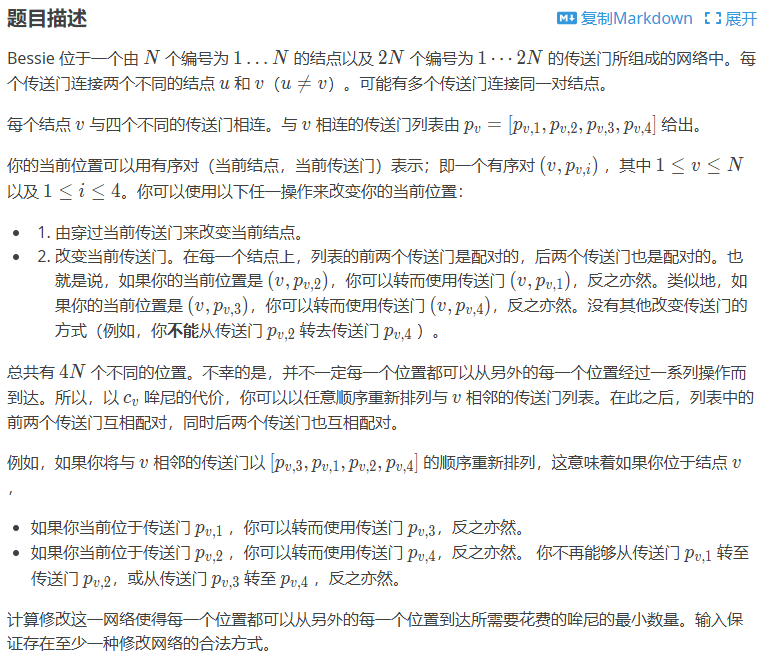 题目描述
复制Markdown 展开
Bessie 位于一个由 N 个编号为 1…N 的结点以及 2N 个编号为 1⋯2N 的传送门所组成的网络中。每
个传送门连接两个不同的结点 u 和 v（u ≠ v）。可能有多个传送门连接同一对结点。
每个结点 v 与四个不同的传送门相连。与 v 相连的传送门列表由 p_v = [p_{v,1}, p_{v,2}, p_{v,3}, p_{v,4}] 给出。
你的当前位置可以用有序对（当前结点，当前传送门）表示；即一个有序对 (v, p_{v,i})，其中 1 ≤ v ≤ N
以及 1 ≤ i ≤ 4。你可以使用以下任一操作来改变你的当前位置：
• 1. 由穿过当前传送门来改变当前结点。
• 2. 改变当前传送门。在每一个结点上，列表的前两个传送门是配对的，后两个传送门也是配对的。也
就是说，如果你的当前位置是 (v, p_{v,2})，你可以转而使用传送门 (v, p_{v,1})，反之亦然。类似地，如
果你的当前位置是 (v, p_{v,3})，你可以转而使用传送门 (v, p_{v,4})，反之亦然。没有其他改变传送门的
方式（例如，你不能从传送门 p_{v,2} 转去传送门 p_{v,4} ）。
总共有 4N 个不同的位置。不幸的是，并不一定每一个位置都可以从另外的每一个位置经过一系列操作而
到达。所以，以 c_v 哞尼的代价，你可以以任意顺序重新排列与 v 相邻的传送门列表。在此之后，列表中的
前两个传送门互相配对，同时后两个传送门也互相配对。
例如，如果你将与 v 相邻的传送门以 [p_{v,3}, p_{v,1}, p_{v,2}, p_{v,4}] 的顺序重新排列，这意味着如果你位于结点 v
，
• 如果你当前位于传送门 p_{v,1} ，你可以转而使用传送门 p_{v,3}，反之亦然。
• 如果你当前位于传送门 p_{v,2} ，你可以转而使用传送门 p_{v,4}，反之亦然。 你不再能够从传送门 p_{v,1} 转至
传送门 p_{v,2}，或从传送门 p_{v,3} 转至 p_{v,4} ，反之亦然。
计算修改这一网络使得每一个位置都可以从另外的每一个位置到达所需要花费的哞尼的最小数量。输入保
证存在至少一种修改网络的合法方式。